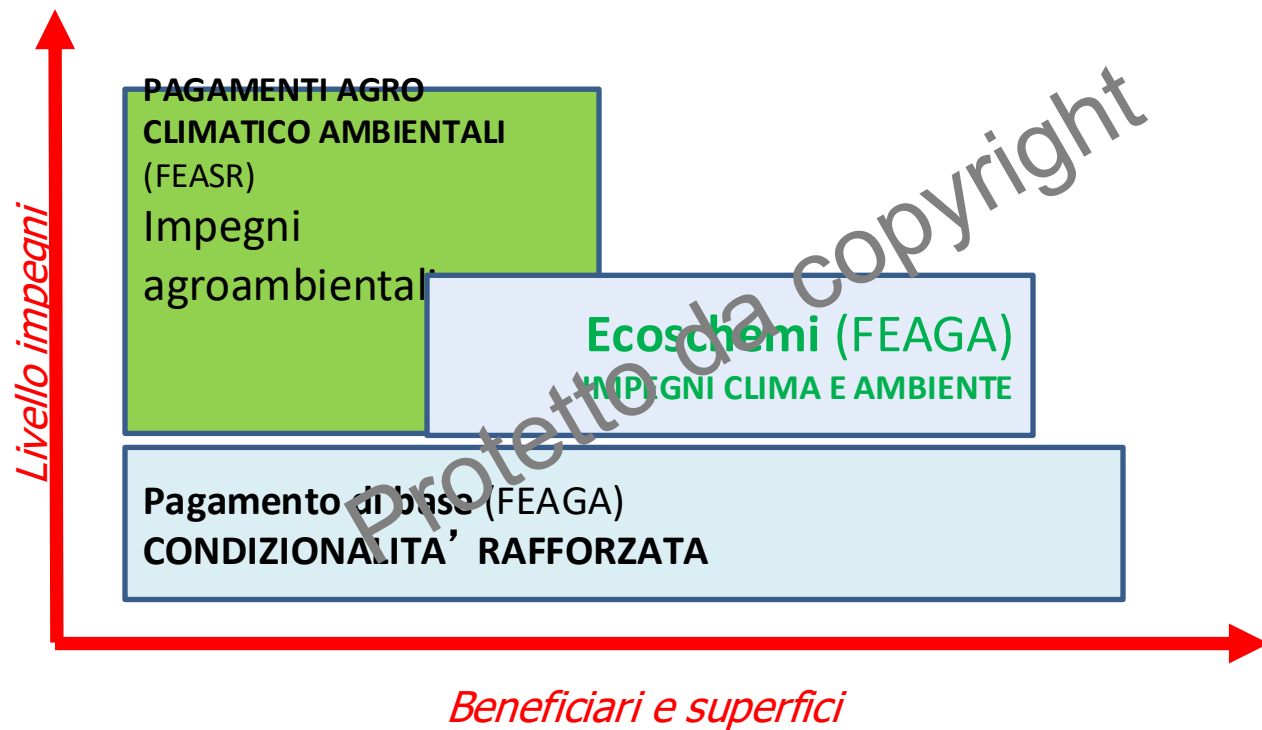 PAGAMENTI AGRO
CLIMATICO AMBIENTALI
(FEASR)
Impegni
agroambientali
Ecoschemi (FEAGA)
IMPEGNI CLIMA E AMBIENTE
Pagamento di base (FEAGA)
CONDIZIONALITA’ RAFFORZATA
Livello impegni
Beneficiari e superfici
Protetto da copyright